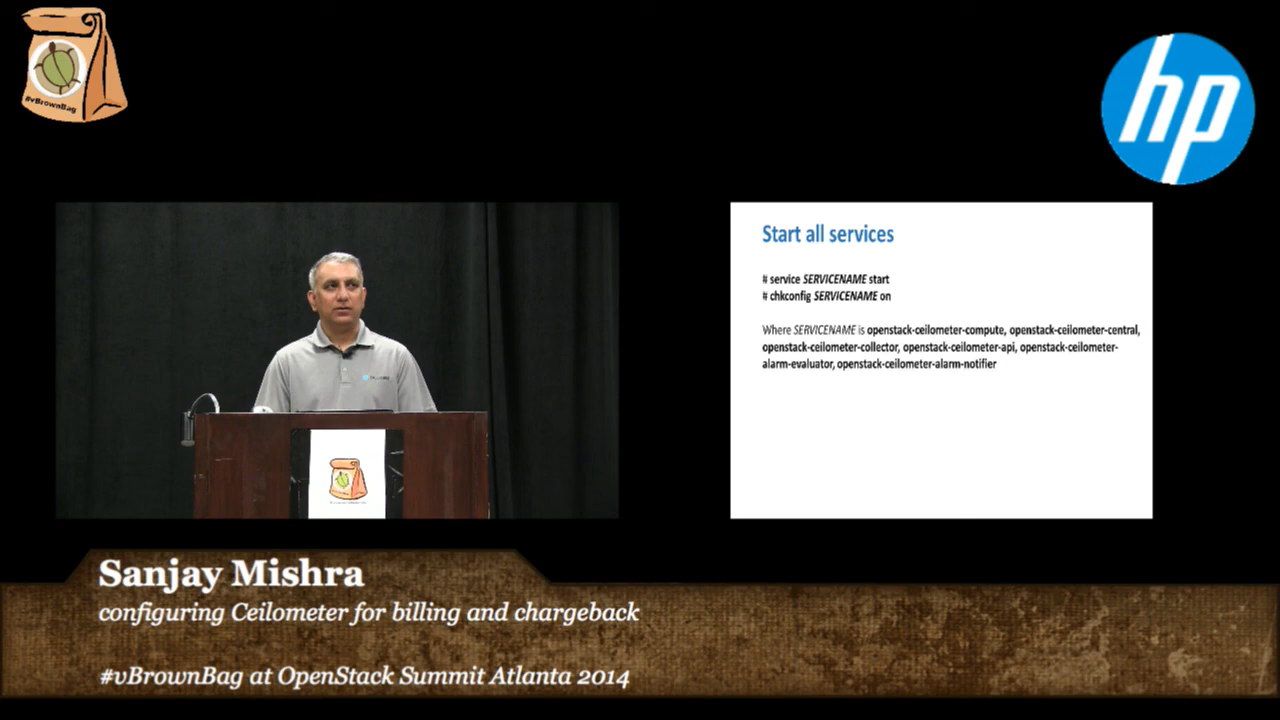 #vBrownBag
hp
Start all services
# service SERVICENAME start
# chkconfig SERVICENAME on
Where SERVICENAME is openstack-ceilometer-compute, openstack-ceilometer-central,
openstack-ceilometer-collector, openstack-ceilometer-api, openstack-ceilometer-
alarm-evaluator, openstack-ceilometer-alarm-notifier
Sanjay Mishra
configuring Ceilometer for billing and chargeback
#vBrownBag at OpenStack Summit Atlanta 2014